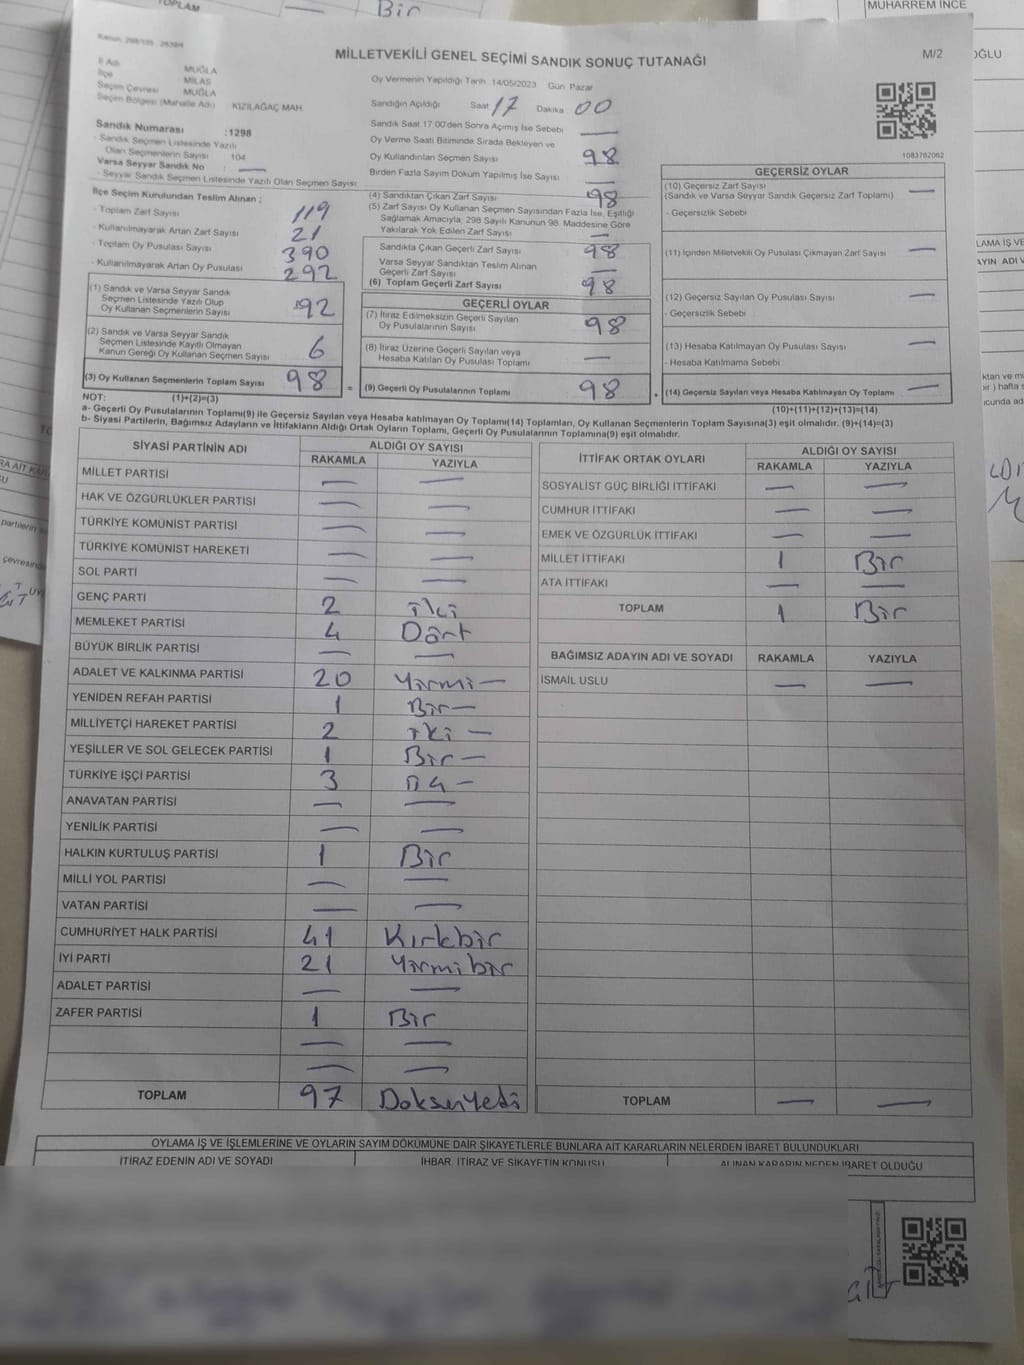 TOPLAM
Bir
MUHARREM İNCE
OĞLU
MİLLETVEKİLİ GENEL SEÇİMİ SANDIK SONUÇ TUTANAĞI
M/2
İl Adı MUĞLA
İlçe MİLAS
Seçim Çevresi MUĞLA
Seçim Bölgesi (Mahalle Adı) KIZILAĞAÇ MAH.
Sandık Numarası :1298
- Sandık Seçmen Listesinde Yazılı
Olan Seçmenlerin Sayısı 104
Varsa Seyyar Sandık No —
- Seyyar Sandık Seçmen Listesinde Yazılı Olan Seçmen Sayısı:
Oy Vermenin Yapıldığı Tarih :14/05/2023 Gün Pazar
Sandığın Açıldığı Saat 17 Dakika 00
Sandık Saat 17:00'den Sonra Açılmış İse Sebebi —
Oy Verme Saati Bitiminde Sırada Bekleyen ve
Oy Kullandırılan Seçmen Sayısı 98
Birden Fazla Sayım Döküm Yapılmış İse Sayısı —
1083762062
İlçe Seçim Kurulundan Teslim Alınan ;
- Toplam Zarf Sayısı 119
- Kullanılmayarak Artan Zarf Sayısı 21
- Toplam Oy Pusulası Sayısı 390
- Kullanılmayarak Artan Oy Pusulası 292
(1) Sandık ve Varsa Seyyar Sandık
Seçmen Listesinde Yazılı Olup
Oy Kullanan Seçmenlerin Sayısı 92
(2) Sandık ve Varsa Seyyar Sandık
Seçmen Listesinde Kayıtlı Olmayan
Kanun Gereği Oy Kullanan Seçmen Sayısı 6
(3) Oy Kullanan Seçmenlerin Toplam Sayısı 98 =
(4) Sandıktan Çıkan Zarf Sayısı 98
(5) Zarf Sayısı Oy Kullanan Seçmen Sayısından Fazla İse, Eşitliği
Sağlamak Amacıyla, 298 Sayılı Kanunun 98. Maddesine Göre
Yakılarak Yok Edilen Zarf Sayısı —
Sandıkta Çıkan Geçerli Zarf Sayısı 98
Varsa Seyyar Sandıktan Teslim Alınan
Geçerli Zarf Sayısı —
(6) Toplam Geçerli Zarf Sayısı 98
GEÇERLİ OYLAR
(7) İtiraz Edilmeksizin Geçerli Sayılan
Oy Pusulalarının Sayısı 98
(8) İtiraz Üzerine Geçerli Sayılan veya
Hesaba Katılan Oy Pusulası Toplamı —
(9) Geçerli Oy Pusulalarının Toplamı 98 +
GEÇERSİZ OYLAR
(10) Geçersiz Zarf Sayısı —
(Sandık ve Varsa Seyyar Sandık Geçersiz Zarf Toplamı)
- Geçersizlik Sebebi
(11) İçinden Milletvekili Oy Pusulası Çıkmayan Zarf Sayısı —
(12) Geçersiz Sayılan Oy Pusulası Sayısı —
- Geçersizlik Sebebi
(13) Hesaba Katılmayan Oy Pusulası Sayısı —
- Hesaba Katılmama Sebebi
(14) Geçersiz Sayılan veya Hesaba Katılmayan Oy Toplamı —
NOT: (1)+(2)=(3) (10)+(11)+(12)+(13)=(14)
a- Geçerli Oy Pusulalarının Toplamı(9) ile Geçersiz Sayılan veya Hesaba katılmayan Oy Toplamı(14) Toplamları, Oy Kullanan Seçmenlerin Toplam Sayısına(3) eşit olmalıdır. (9)+(14)=(3)
b- Siyasi Partilerin, Bağımsız Adayların ve İttifakların Aldığı Ortak Oyların Toplamı, Geçerli Oy Pusulalarının Toplamına(9) eşit olmalıdır.
SİYASİ PARTİNİN ADI ALDIĞI OY SAYISI
RAKAMLA YAZIYLA
MİLLET PARTİSİ — —
HAK VE ÖZGÜRLÜKLER PARTİSİ — —
TÜRKİYE KOMÜNİST PARTİSİ — —
TÜRKİYE KOMÜNİST HAREKETİ — —
SOL PARTİ — —
GENÇ PARTİ 2 iki
MEMLEKET PARTİSİ 4 Dört
BÜYÜK BİRLİK PARTİSİ — —
ADALET VE KALKINMA PARTİSİ 20 Yirmi —
YENİDEN REFAH PARTİSİ 1 Bir —
MİLLİYETÇİ HAREKET PARTİSİ 2 iki —
YEŞİLLER VE SOL GELECEK PARTİSİ 1 Bir —
TÜRKİYE İŞÇİ PARTİSİ 3
ANAVATAN PARTİSİ — —
YENİLİK PARTİSİ — —
HALKIN KURTULUŞ PARTİSİ 1 Bir
MİLLİ YOL PARTİSİ — —
VATAN PARTİSİ — —
CUMHURİYET HALK PARTİSİ 41 Kırkbir
İYİ PARTİ 21 Yirmi bir
ADALET PARTİSİ — —
ZAFER PARTİSİ 1 Bir
— —
— —
TOPLAM 97 Doksanyedi
İTTİFAK ORTAK OYLARI ALDIĞI OY SAYISI
RAKAMLA YAZIYLA
SOSYALİST GÜÇ BİRLİĞİ İTTİFAKI — —
CUMHUR İTTİFAKI — —
EMEK VE ÖZGÜRLÜK İTTİFAKI — —
MİLLET İTTİFAKI 1 Bir
ATA İTTİFAKI — —
TOPLAM 1 Bir
BAĞIMSIZ ADAYIN ADI VE SOYADI RAKAMLA YAZIYLA
İSMAİL USLU — —
TOPLAM — —
OYLAMA İŞ VE İŞLEMLERİNE VE OYLARIN SAYIM DÖKÜMÜNE DAİR ŞİKAYETLERLE BUNLARA AİT KARARLARIN NELERDEN İBARET BULUNDUKLARI
İTİRAZ EDENİN ADI VE SOYADI İHBAR, İTİRAZ VE ŞİKAYETİN KONUSU ALINAN KARARIN NEDEN İBARET OLDUĞU